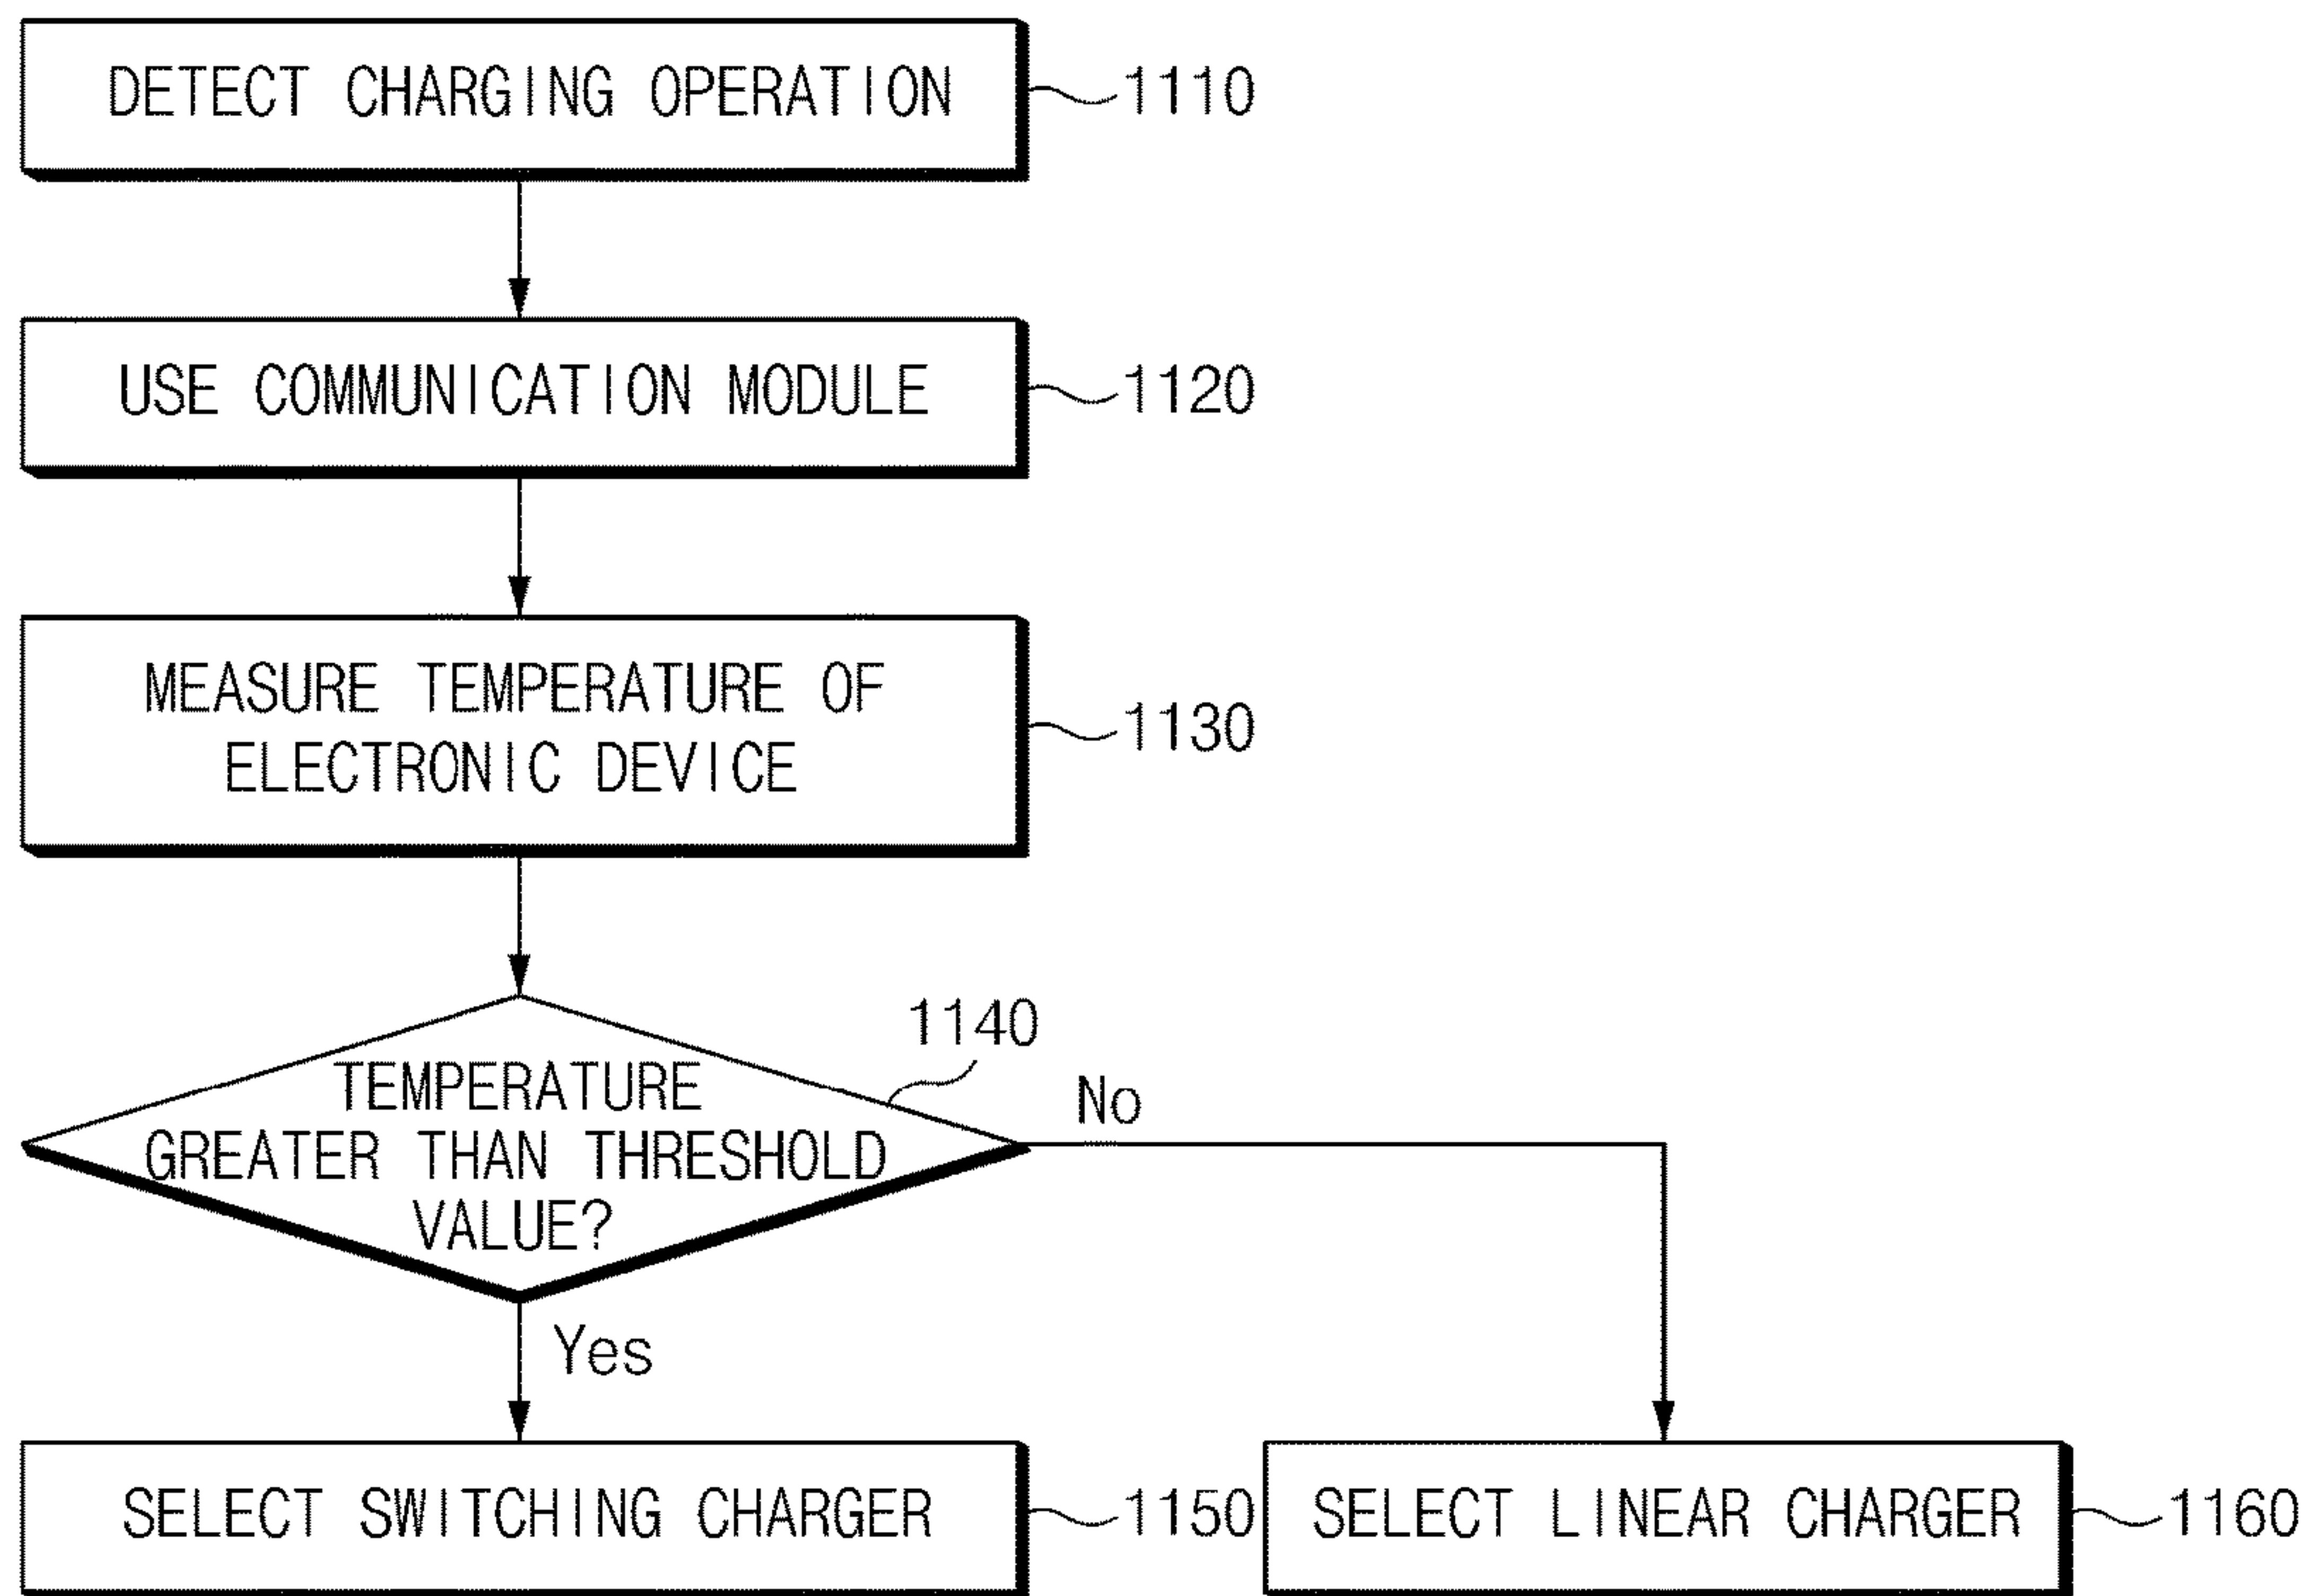 DETECT CHARGING OPERATION
1110
USE COMMUNICATION MODULE
1120
MEASURE TEMPERATURE OF
ELECTRONIC DEVICE
1130
1140
TEMPERATURE
GREATER THAN THRESHOLD
VALUE?
No
Yes
SELECT SWITCHING CHARGER
1150
SELECT LINEAR CHARGER
1160